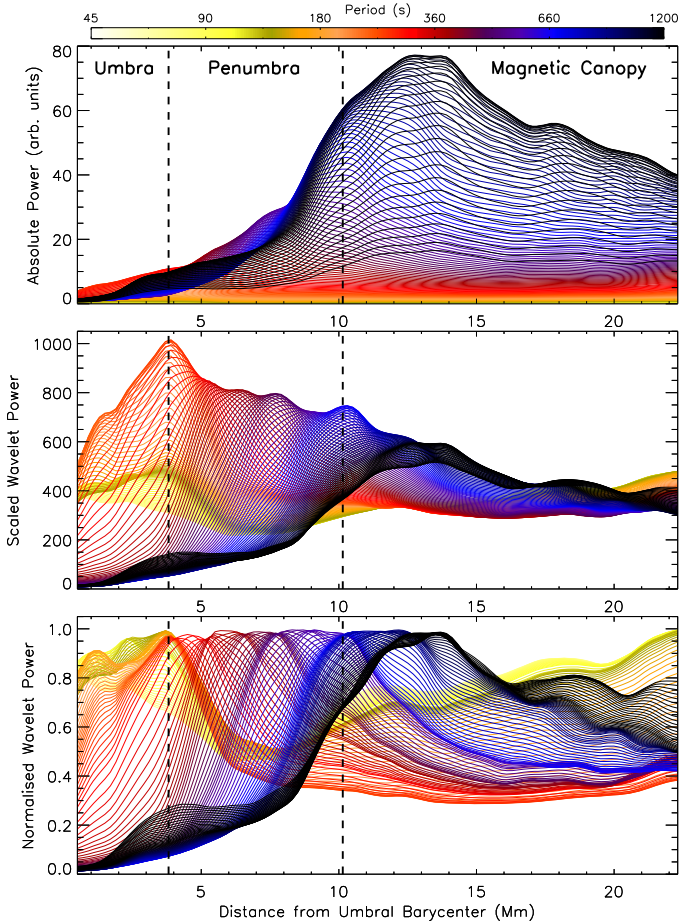 Period (s)
45 90 180 360 660 1200
Umbra Penumbra Magnetic Canopy
Absolute Power (arb. units)
80
60
40
20
0
5 10 15 20
Scaled Wavelet Power
1000
800
600
400
200
0
5 10 15 20
Normalised Wavelet Power
1.0
0.8
0.6
0.4
0.2
0.0
5 10 15 20
Distance from Umbral Barycenter (Mm)